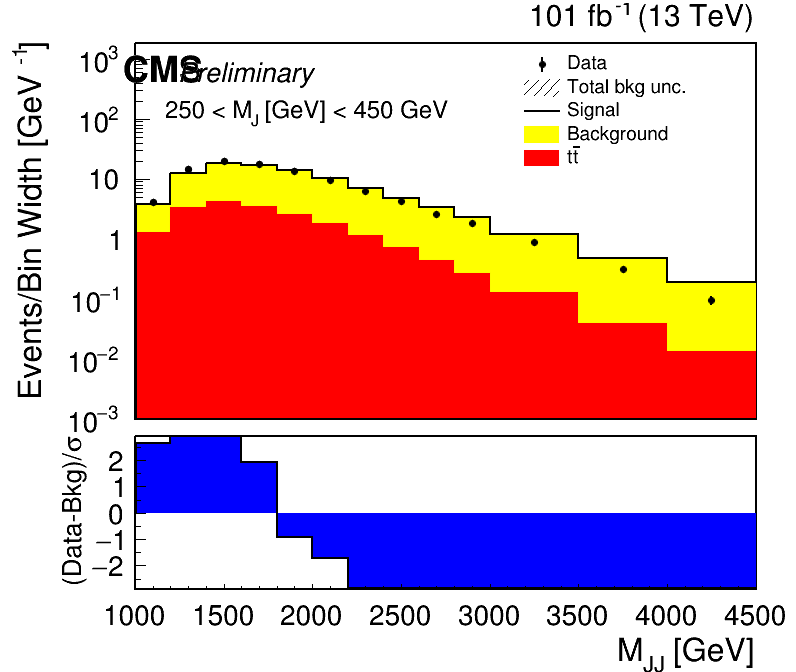 101 fb⁻¹ (13 TeV)
CMS Preliminary
250 < M_J [GeV] < 450 GeV
Data
Total bkg unc.
Signal
Background
tt̅
Events/Bin Width [GeV⁻¹]
10³
10²
10
1
10⁻¹
10⁻²
10⁻³
(Data-Bkg)/σ
2
1
0
−1
−2
1000 1500 2000 2500 3000 3500 4000 4500
M_JJ [GeV]